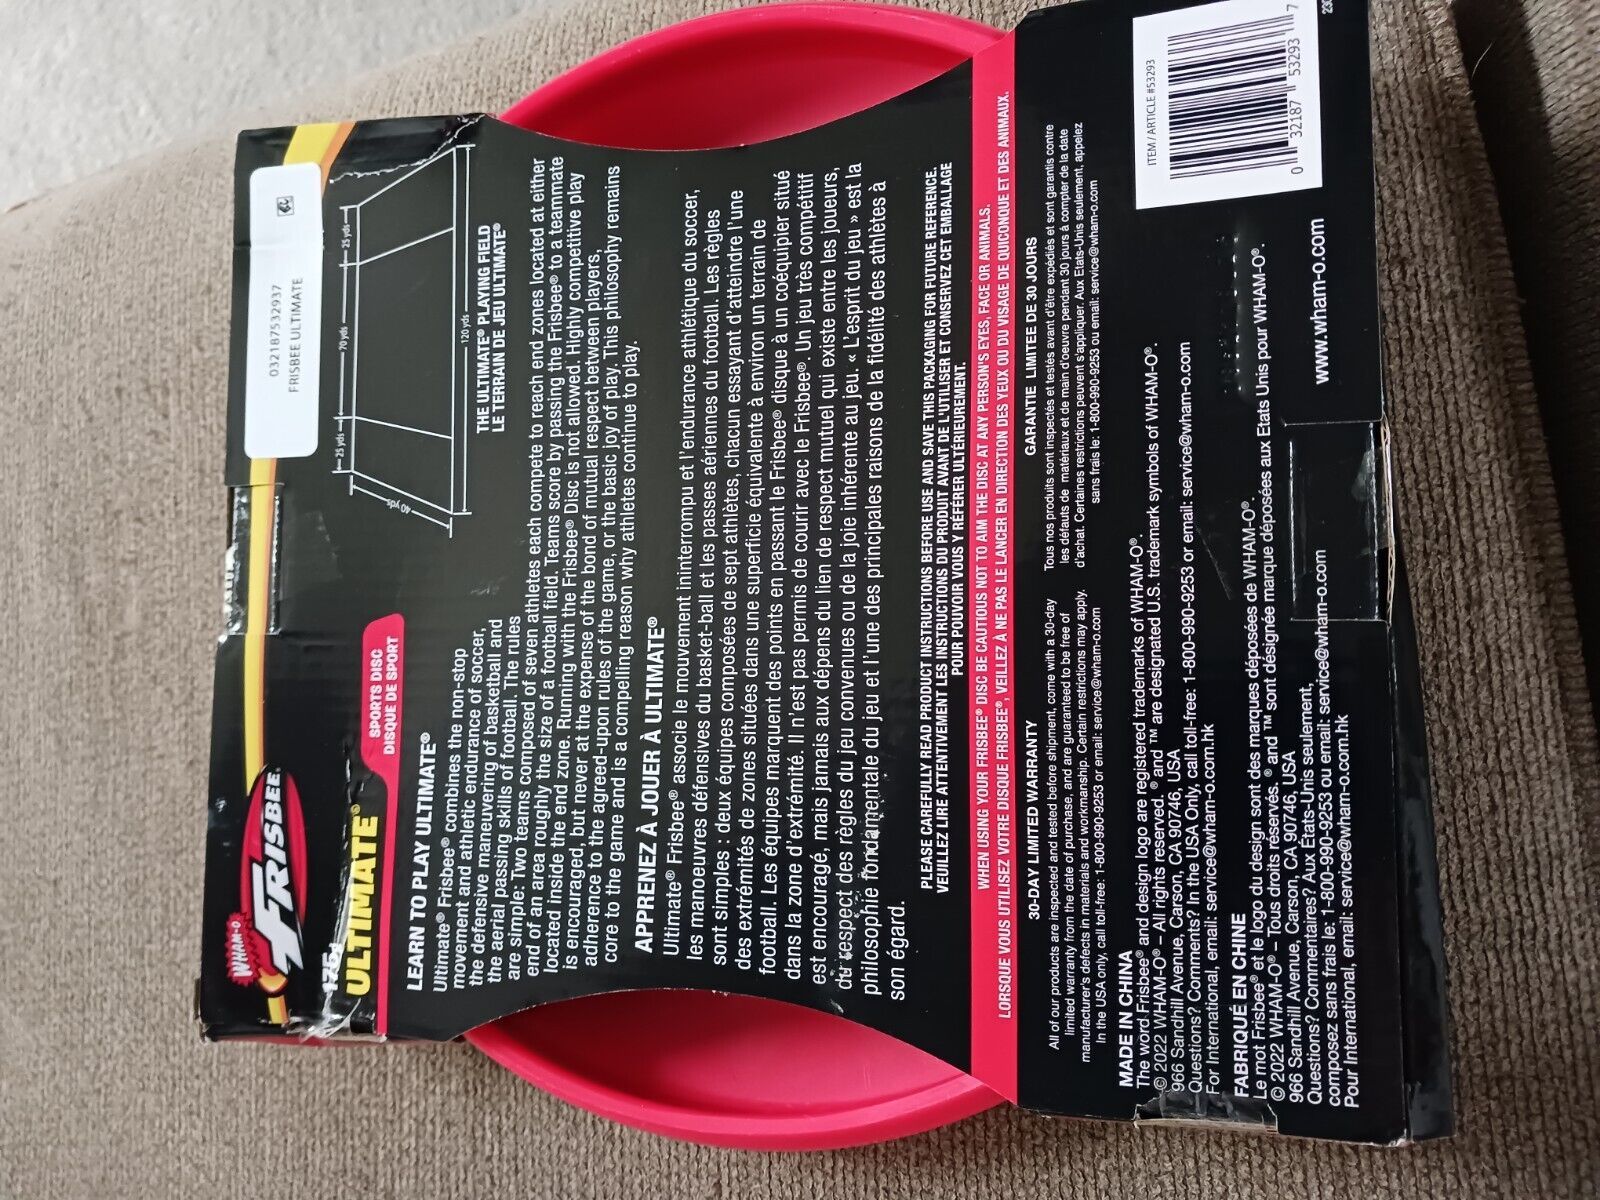 WHAM-O
FRISBEE®
175g
ULTIMATE®
SPORTS DISC
DISQUE DE SPORT
032187532937
FRISBEE ULTIMATE
25 yds
70 yds
25 yds
40 yds
120 yds
THE ULTIMATE® PLAYING FIELD
LE TERRAIN DE JEU ULTIMATE®
LEARN TO PLAY ULTIMATE®
Ultimate® Frisbee® combines the non-stop
movement and athletic endurance of soccer,
the defensive maneuvering of basketball and
the aerial passing skills of football. The rules
are simple: Two teams composed of seven athletes each compete to reach end zones located at either
end of an area roughly the size of a football field. Teams score by passing the Frisbee® to a teammate
located inside the end zone. Running with the Frisbee® Disc is not allowed. Highly competitive play
is encouraged, but never at the expense of the bond of mutual respect between players,
adherence to the agreed-upon rules of the game, or the basic joy of play. This philosophy remains
core to the game and is a compelling reason why athletes continue to play.
APPRENEZ À JOUER À ULTIMATE®
Ultimate® Frisbee® associe le mouvement ininterrompu et l'endurance athlétique du soccer,
les manoeuvres défensives du basket-ball et les passes aériennes du football. Les règles
sont simples : deux équipes composées de sept athlètes, chacun essayant d'atteindre l'une
des extrémités de zones situées dans une superficie équivalente à environ un terrain de
football. Les équipes marquent des points en passant le Frisbee® disque à un coéquipier situé
dans la zone d'extrémité. Il n'est pas permis de courir avec le Frisbee®. Un jeu très compétitif
est encouragé, mais jamais aux dépens du lien de respect mutuel qui existe entre les joueurs,
du respect des règles du jeu convenues ou de la joie inhérente au jeu. « L'esprit du jeu » est la
philosophie fondamentale du jeu et l'une des principales raisons de la fidélité des athlètes à
son égard.
PLEASE CAREFULLY READ PRODUCT INSTRUCTIONS BEFORE USE AND SAVE THIS PACKAGING FOR FUTURE REFERENCE.
VEUILLEZ LIRE ATTENTIVEMENT LES INSTRUCTIONS DU PRODUIT AVANT DE L'UTILISER ET CONSERVEZ CET EMBALLAGE
POUR POUVOIR VOUS Y RÉFÉRER ULTÉRIEUREMENT.
WHEN USING YOUR FRISBEE® DISC BE CAUTIOUS NOT TO AIM THE DISC AT ANY PERSON'S EYES, FACE OR ANIMALS.
LORSQUE VOUS UTILISEZ VOTRE DISQUE FRISBEE®, VEILLEZ À NE PAS LE LANCER EN DIRECTION DES YEUX OU DU VISAGE DE QUICONQUE ET DES ANIMAUX.
30-DAY LIMITED WARRANTY
All of our products are inspected and tested before shipment, come with a 30-day
limited warranty from the date of purchase, and are guaranteed to be free of
manufacturer's defects in materials and workmanship. Certain restrictions may apply.
In the USA only, call toll-free: 1-800-990-9253 or email: service@wham-o.com
GARANTIE LIMITEE DE 30 JOURS
Tous nos produits sont inspectés et testés avant d'être expédiés et sont garantis contre
les défauts de matériaux et de main d'oeuvre pendant 30 jours à compter de la date
d'achat. Certaines restrictions peuvent s'appliquer. Aux Etats-Unis seulement, appelez
sans frais le: 1-800-990-9253 ou email: service@wham-o.com
MADE IN CHINA
The word Frisbee® and design logo are registered trademarks of WHAM-O®.
© 2022 WHAM-O® – All rights reserved. ® and ™ are designated U.S. trademark symbols of WHAM-O®.
966 Sandhill Avenue, Carson, CA 90746, USA
Questions? Comments? In the USA Only, call toll-free: 1-800-990-9253 or email: service@wham-o.com
For International, email: service@wham-o.com.hk
FABRIQUÉ EN CHINE
Le mot Frisbee® et le logo du design sont des marques déposées de WHAM-O®.
© 2022 WHAM-O® – Tous droits réservés. ® and ™ sont désignée marque déposées aux Etats Unis pour WHAM-O®.
966 Sandhill Avenue, Carson, CA 90746, USA
Questions? Commentaires? Aux Etats-Unis seulement,
composez sans frais le: 1-800-990-9253 ou email: service@wham-o.com
Pour International, email: service@wham-o.com.hk
www.wham-o.com
ITEM / ARTICLE #53293
0 32187 53293 7